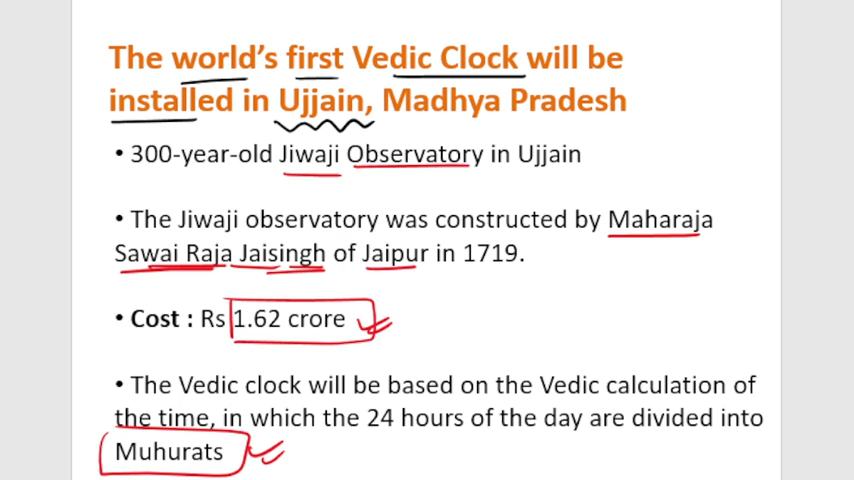 The world's first Vedic Clock will be
installed in Ujjain, Madhya Pradesh
• 300-year-old Jiwaji Observatory in Ujjain
• The Jiwaji observatory was constructed by Maharaja
Sawai Raja Jaisingh of Jaipur in 1719.
• Cost : Rs 1.62 crore
• The Vedic clock will be based on the Vedic calculation of
the time, in which the 24 hours of the day are divided into
Muhurats